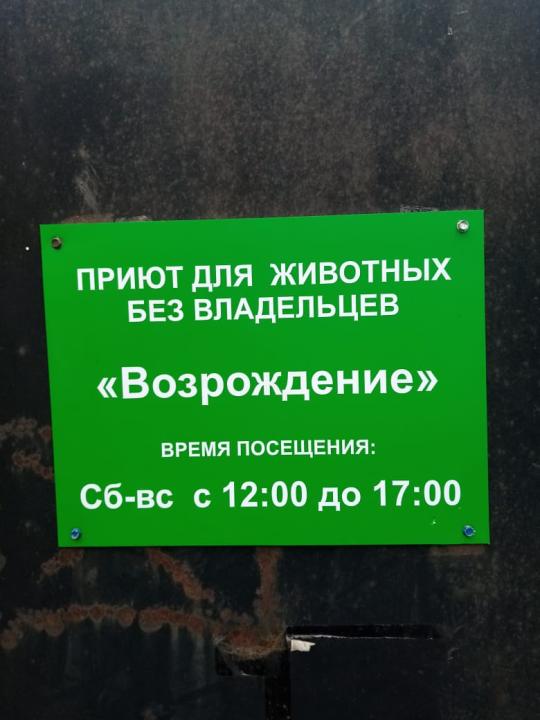 ПРИЮТ ДЛЯ ЖИВОТНЫХ
БЕЗ ВЛАДЕЛЬЦЕВ
«Возрождение»
ВРЕМЯ ПОСЕЩЕНИЯ:
Сб-вс с 12:00 до 17:00